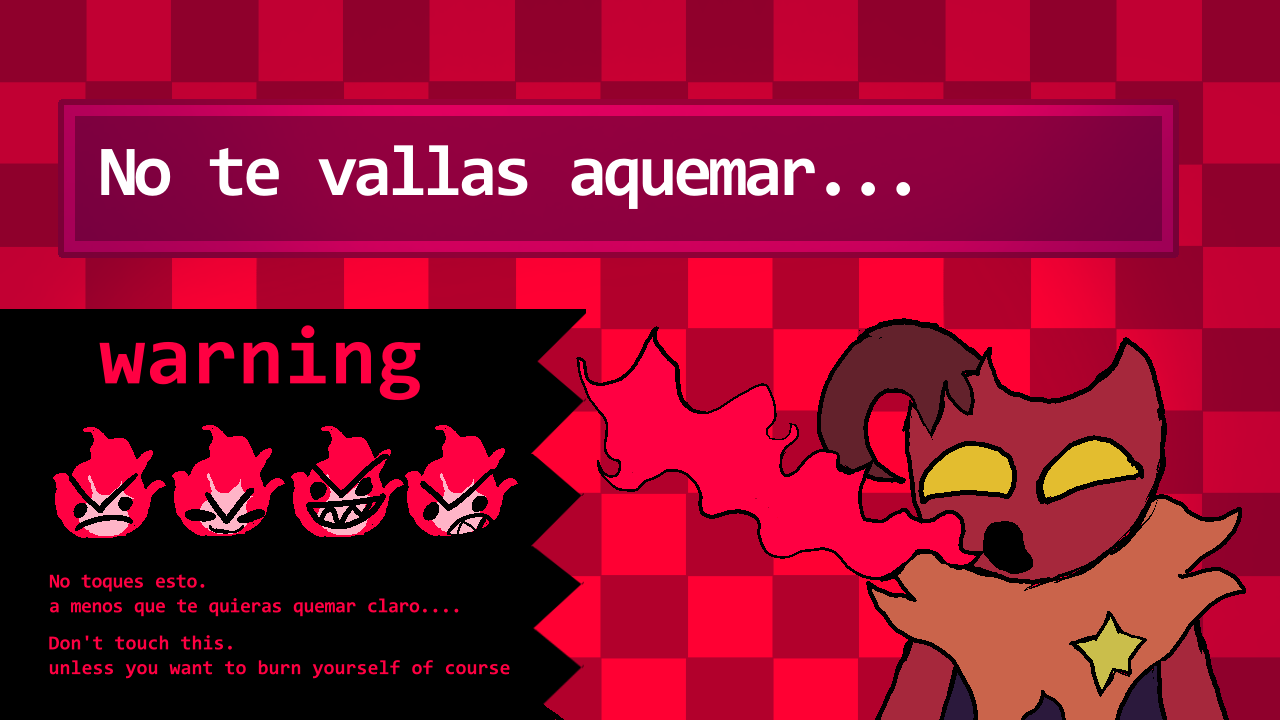 No te vallas aquemar...
warning
No toques esto.
a menos que te quieras quemar claro....
Don't touch this.
unless you want to burn yourself of course